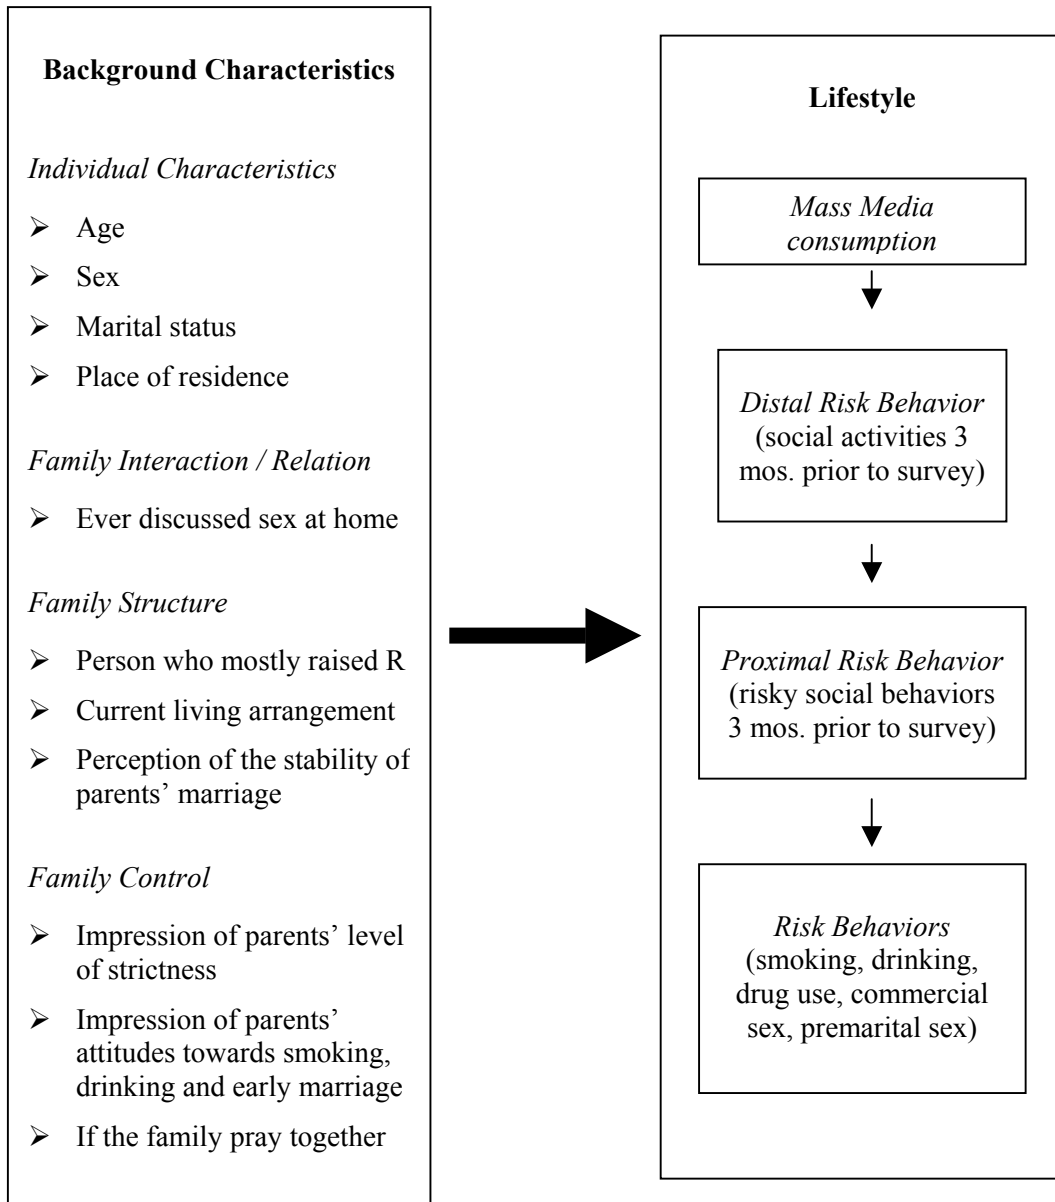 Background Characteristics
Individual Characteristics
➢ Age
➢ Sex
➢ Marital status
➢ Place of residence
Family Interaction / Relation
➢ Ever discussed sex at home
Family Structure
➢ Person who mostly raised R
➢ Current living arrangement
➢ Perception of the stability of
parents’ marriage
Family Control
➢ Impression of parents’ level
of strictness
➢ Impression of parents’
attitudes towards smoking,
drinking and early marriage
➢ If the family pray together
Lifestyle
Mass Media
consumption
Distal Risk Behavior
(social activities 3
mos. prior to survey)
Proximal Risk Behavior
(risky social behaviors
3 mos. prior to survey)
Risk Behaviors
(smoking, drinking,
drug use, commercial
sex, premarital sex)